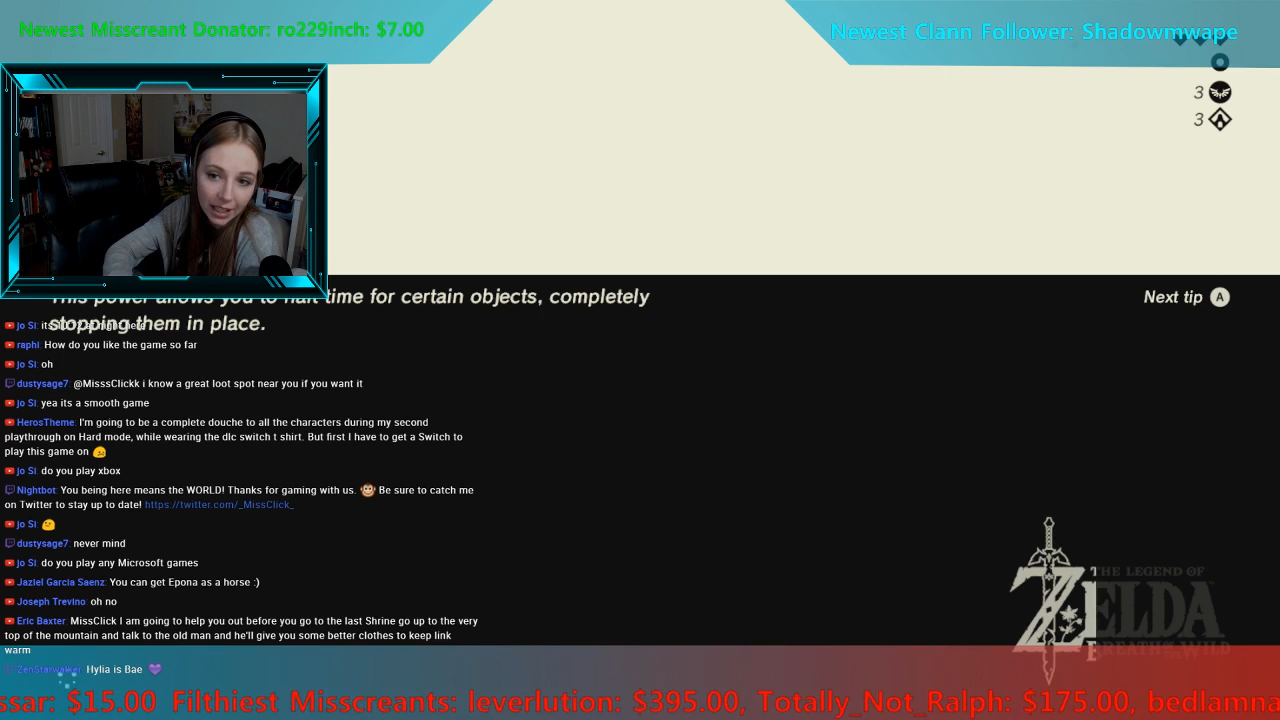 Newest Misscreant Donator: ro229inch: $7.00
Newest Clann Follower: Shadowmwape
3
3
This power allows you to halt time for certain objects, completely
stopping them in place.
Next tip A
jo Si: its
raphi: How do you like the game so far
jo Si: oh
dustysage7: @MisssClickk i know a great loot spot near you if you want it
jo Si: yea its a smooth game
HerosTheme: I'm going to be a complete douche to all the characters during my second
playthrough on Hard mode, while wearing the dlc switch t shirt. But first I have to get a Switch to
play this game on
jo Si: do you play xbox
Nightbot: You being here means the WORLD! Thanks for gaming with us. Be sure to catch me
on Twitter to stay up to date! https://twitter.com/_MissClick_
jo Si:
dustysage7: never mind
jo Si: do you play any Microsoft games
Jaziel Garcia Saenz: You can get Epona as a horse :)
Joseph Trevino: oh no
Eric Baxter: MissClick I am going to help you out before you go to the last Shrine go up to the very
top of the mountain and talk to the old man and he'll give you some better clothes to keep link
warm
ZenStarwalker: Hylia is Bae
THE LEGEND OF
ZELDA
BREATH OF THE WILD
ssar: $15.00 Filthiest Misscreants: leverlution: $395.00, Totally_Not_Ralph: $175.00, bedlamna